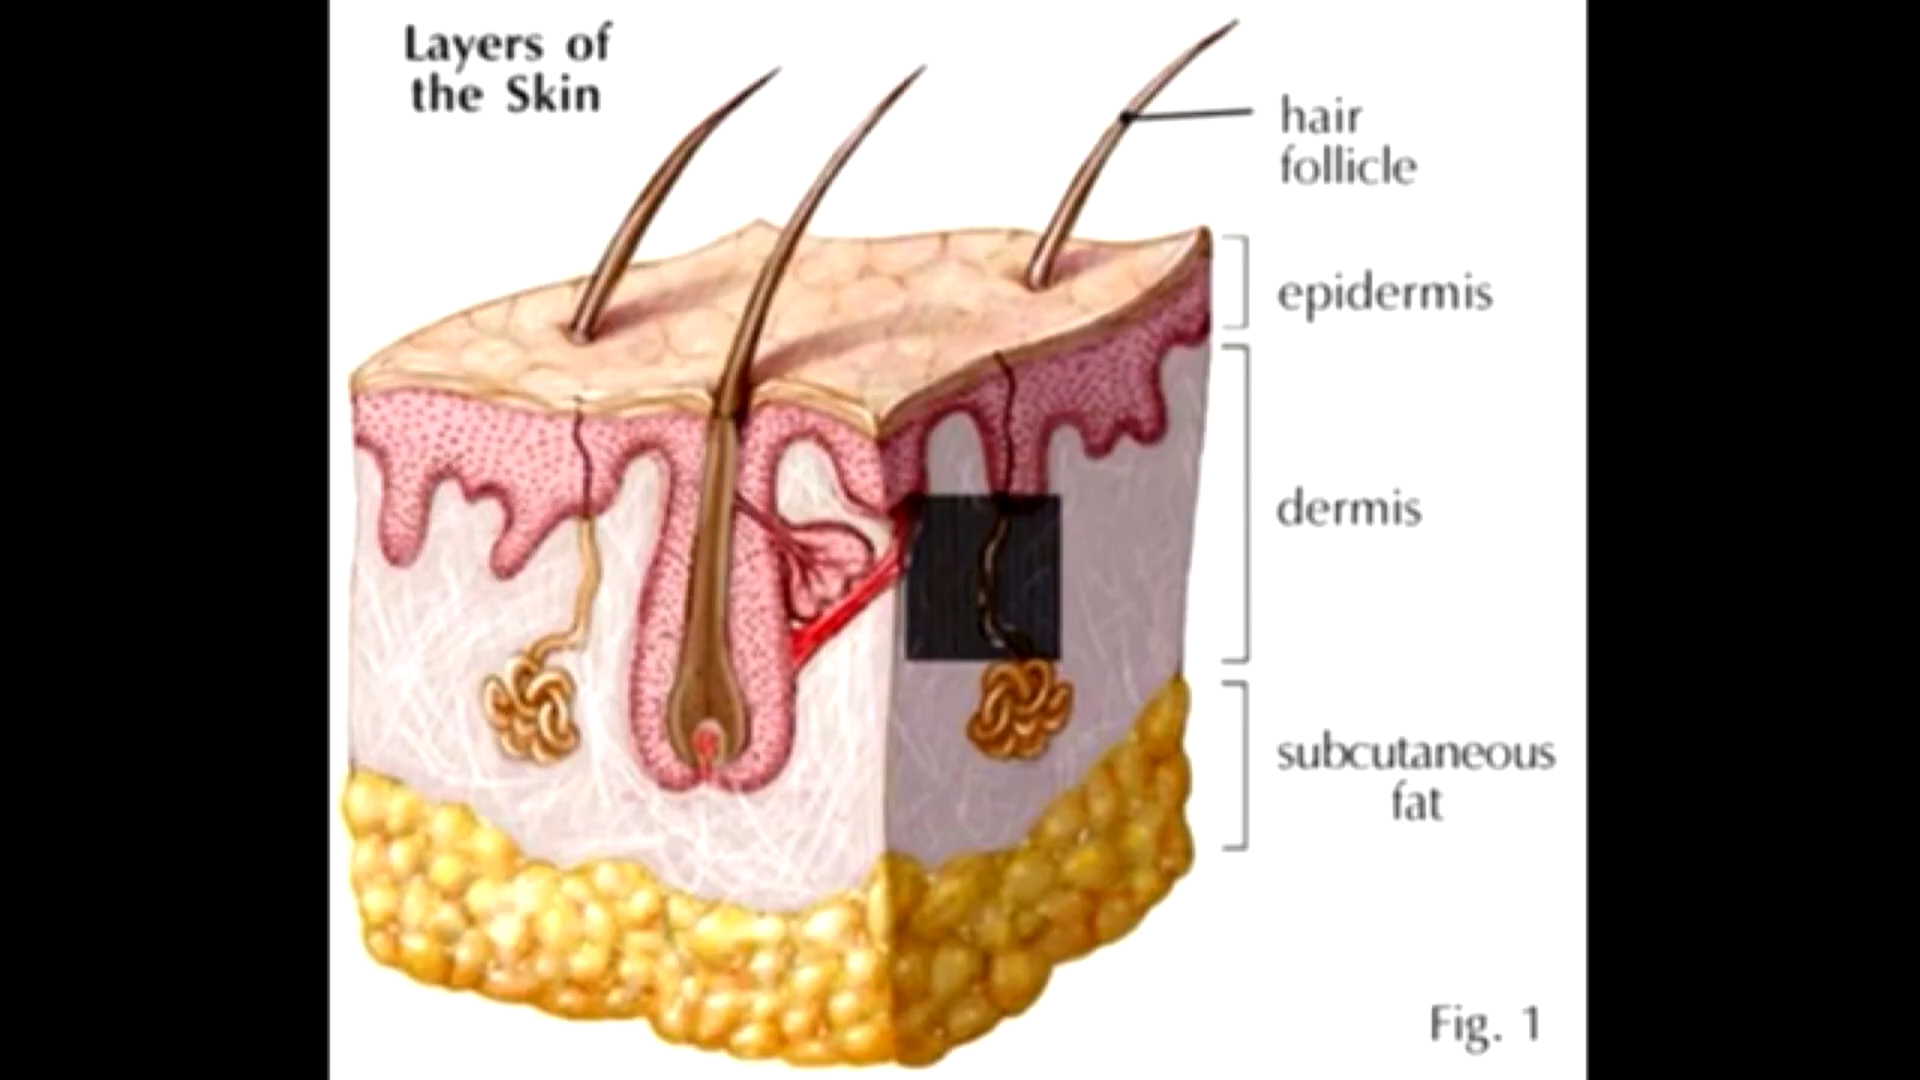 Layers of
the Skin
hair
follicle
epidermis
dermis
subcutaneous
fat
Fig. 1